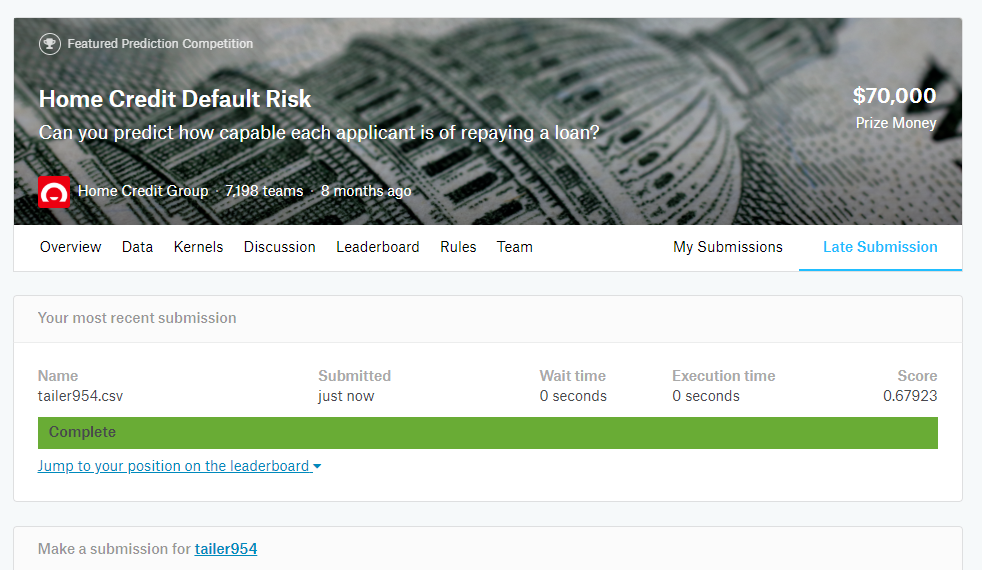 Featured Prediction Competition
Home Credit Default Risk
$70,000
Can you predict how capable each applicant is of repaying a loan?
Prize Money
Home Credit Group · 7,198 teams · 8 months ago
Overview Data Kernels Discussion Leaderboard Rules Team My Submissions Late Submission
Your most recent submission
Name Submitted Wait time Execution time Score
tailer954.csv just now 0 seconds 0 seconds 0.67923
Complete
Jump to your position on the leaderboard
Make a submission for tailer954